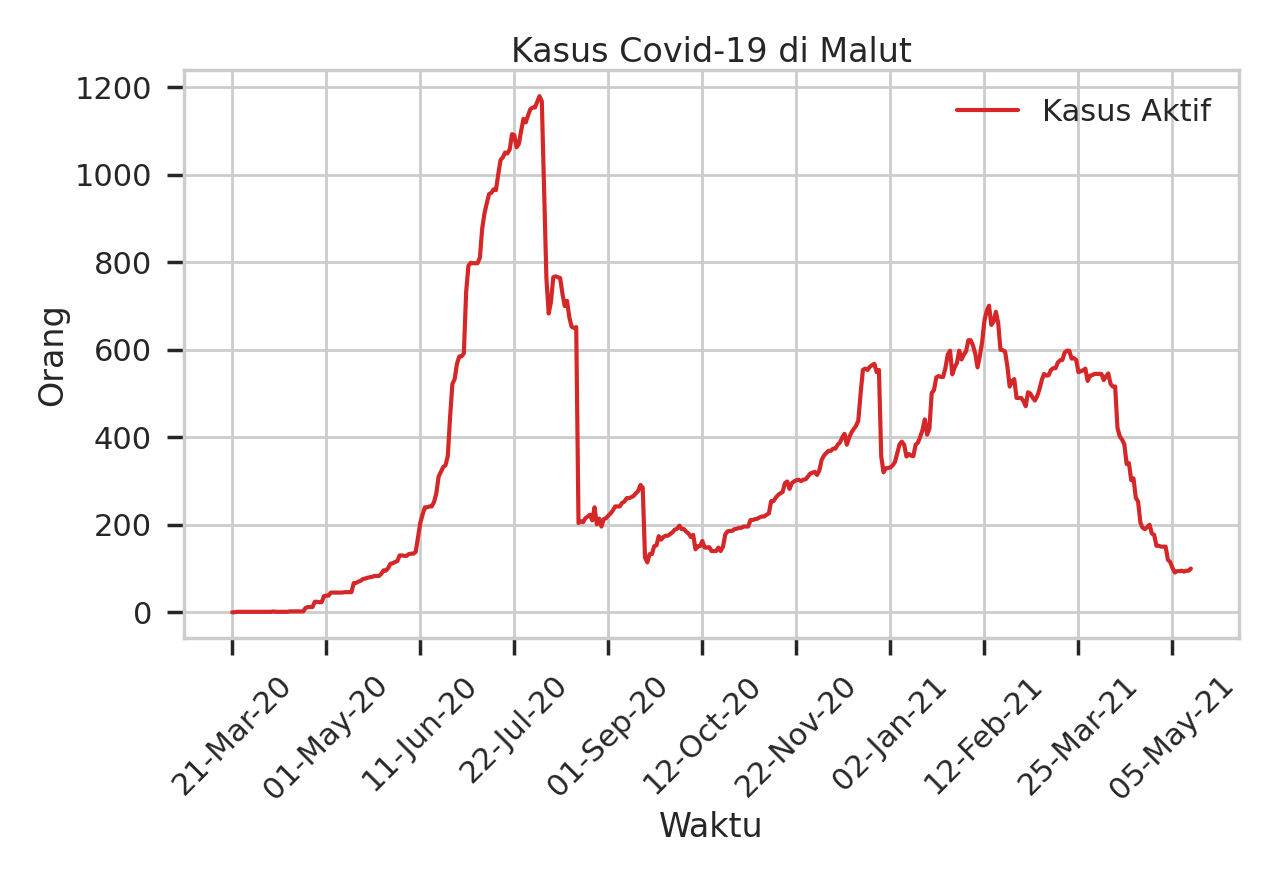 Kasus Covid-19 di Malut
Kasus Aktif
1200
1000
800
600
400
200
0
Orang
21-Mar-20
01-May-20
11-Jun-20
22-Jul-20
01-Sep-20
12-Oct-20
22-Nov-20
02-Jan-21
12-Feb-21
25-Mar-21
05-May-21
Waktu